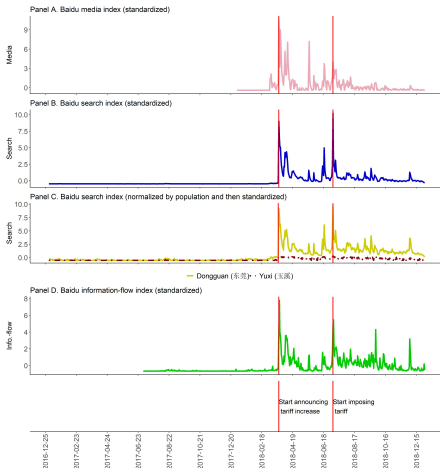 Panel A. Baidu media index (standardized)
9
6
3
0
Media
Panel B. Baidu search index (standardized)
10.0
7.5
5.0
2.5
0.0
Search
Panel C. Baidu search index (normalized by population and then standardized)
10.0
7.5
5.0
2.5
0.0
Search
Dongguan (东莞) Yuxi (玉溪)
Panel D. Baidu information-flow index (standardized)
8
6
4
2
0
Info.-flow
Start announcing
tariff increase
Start imposing
tariff
2016-12-25
2017-02-23
2017-04-24
2017-06-23
2017-08-22
2017-10-21
2017-12-20
2018-02-18
2018-04-19
2018-06-18
2018-08-17
2018-10-16
2018-12-15